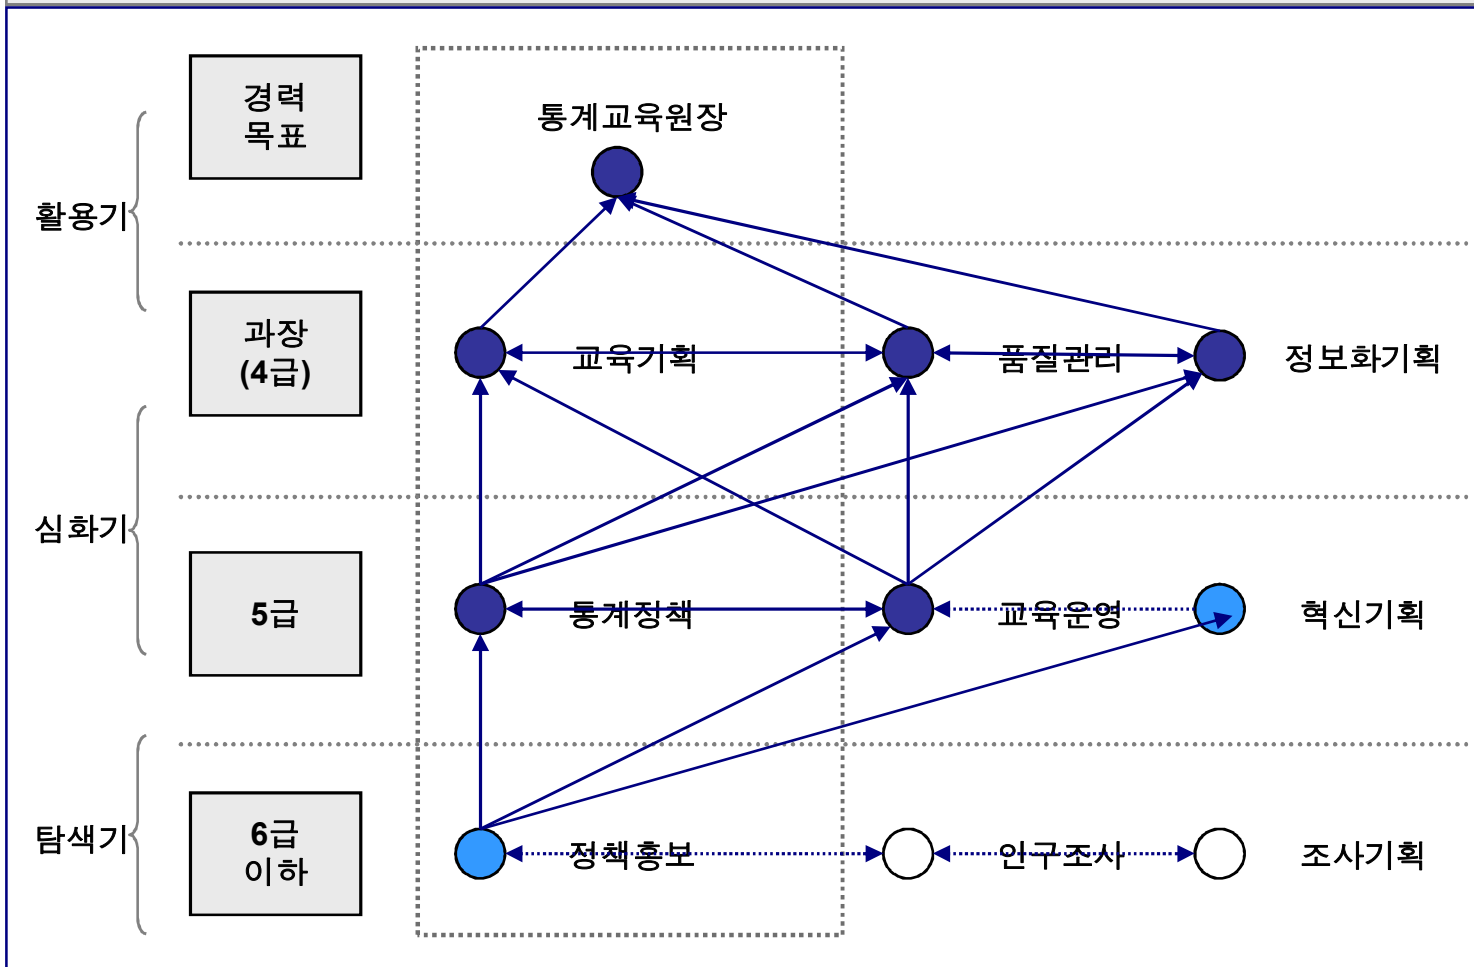 경력
목표
통계교육원장
활용기
과장
(4급)
교육기획
품질관리
정보화기획
심화기
5급
통계정책
교육운영
혁신기획
탐색기
6급
이하
정책홍보
인구조사
조사기획